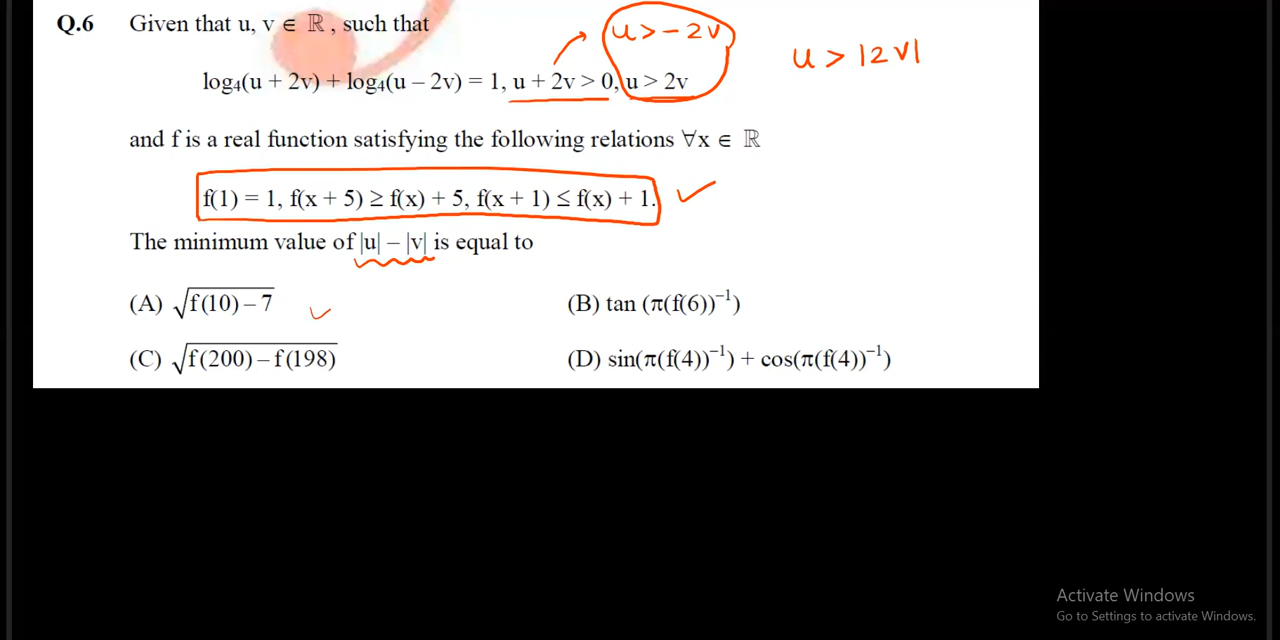 Q.6 Given that u, v ∈ ℝ, such that
u > -2v
u > |2v|
log₄(u + 2v) + log₄(u − 2v) = 1, u + 2v > 0, u > 2v
and f is a real function satisfying the following relations ∀x ∈ ℝ
f(1) = 1, f(x + 5) ≥ f(x) + 5, f(x + 1) ≤ f(x) + 1.
The minimum value of |u| − |v| is equal to
(A) √(f(10) − 7) (B) tan (π(f(6))⁻¹)
(C) √(f(200) − f(198)) (D) sin(π(f(4))⁻¹) + cos(π(f(4))⁻¹)
Activate Windows
Go to Settings to activate Windows.